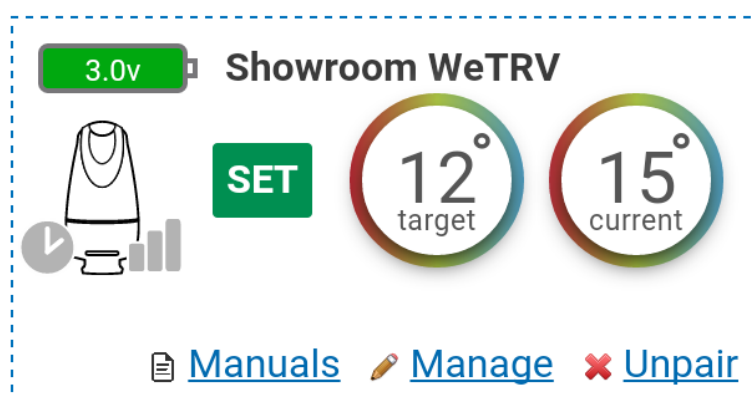 3.0v Showroom WeTRV
SET 12° target 15° current
Manuals Manage Unpair